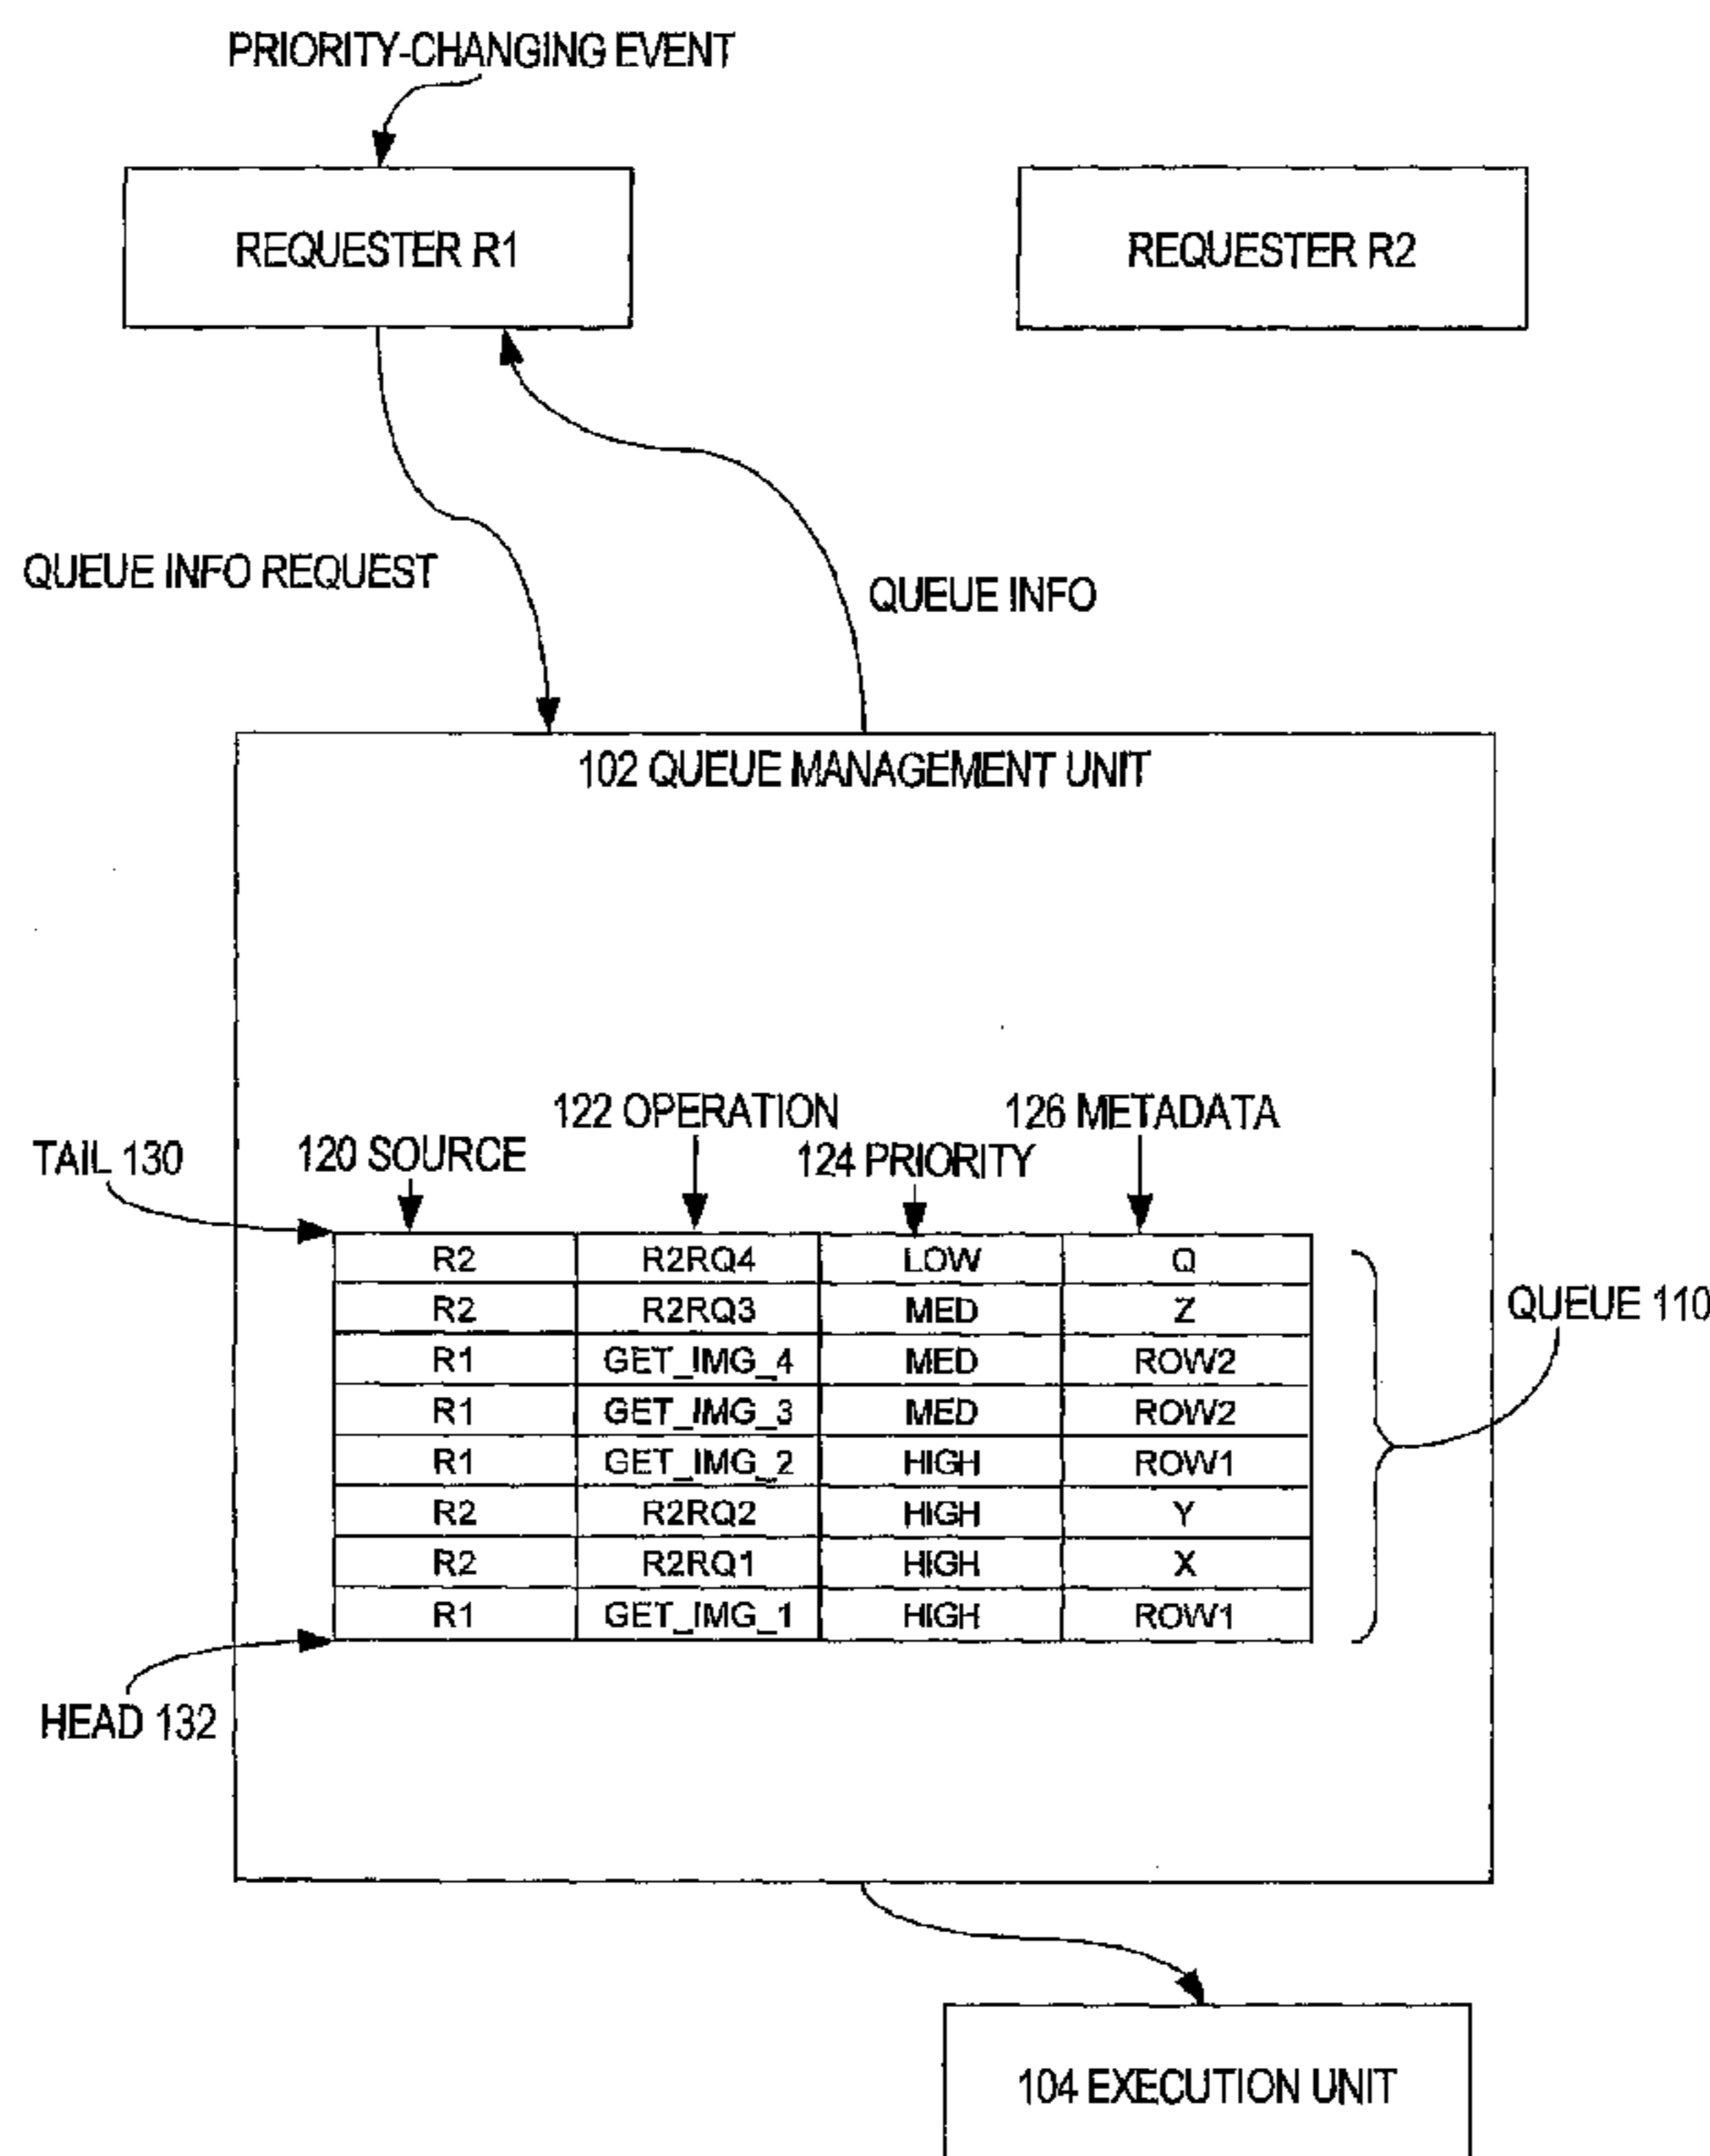 PRIORITY-CHANGING EVENT
REQUESTER R1
REQUESTER R2
QUEUE INFO REQUEST
QUEUE INFO
102 QUEUE MANAGEMENT UNIT
122 OPERATION
126 METADATA
TAIL 130
120 SOURCE
124 PRIORITY
R2 R2RQ4 LOW Q
R2 R2RQ3 MED Z
R1 GET_IMG_4 MED ROW2
R1 GET_IMG_3 MED ROW2
R1 GET_IMG_2 HIGH ROW1
R2 R2RQ2 HIGH Y
R2 R2RQ1 HIGH X
R1 GET_IMG_1 HIGH ROW1
QUEUE 110
HEAD 132
104 EXECUTION UNIT